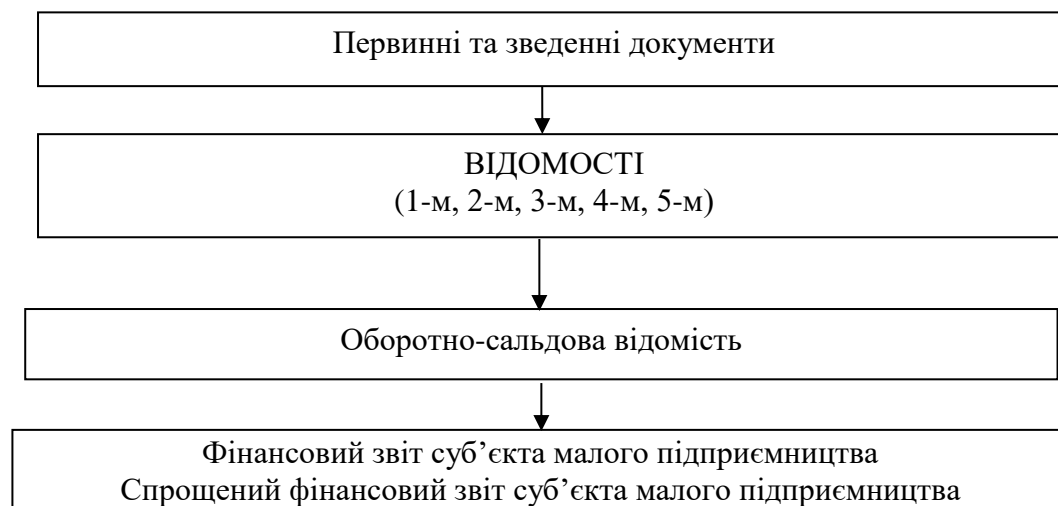 Первинні та зведенні документи
ВІДОМОСТІ
(1-м, 2-м, 3-м, 4-м, 5-м)
Оборотно-сальдова відомість
Фінансовий звіт суб’єкта малого підприємництва
Спрощений фінансовий звіт суб’єкта малого підприємництва